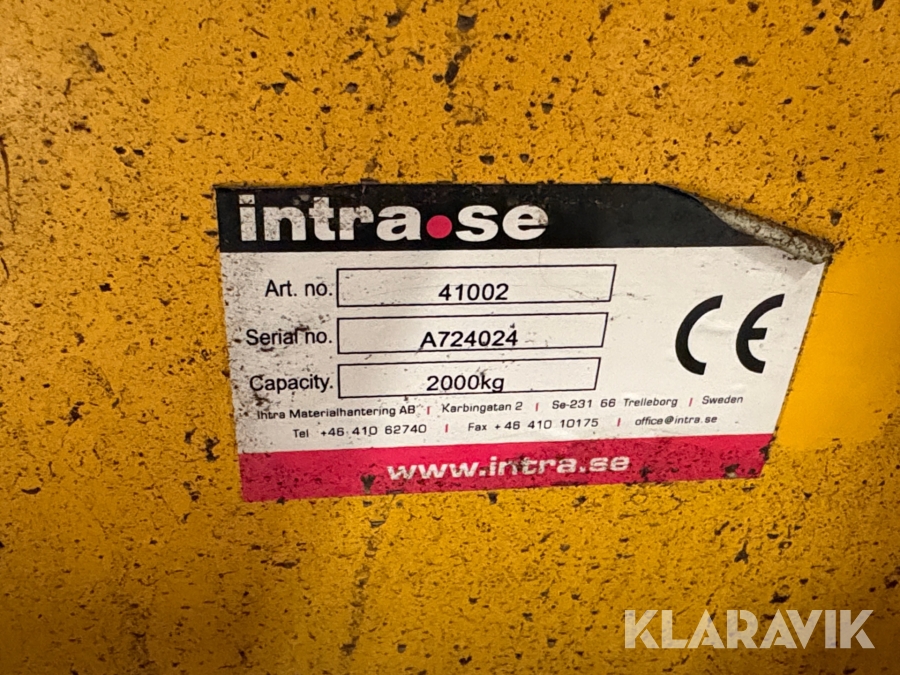 intra.se
Art. no. 41002
Serial no. A724024
Capacity. 2000kg
CE
Intra Materialhantering AB | Karbingatan 2 | Se-231 66 Trelleborg | Sweden
Tel +46 410 62740 | Fax +46 410 10175 | office@intra.se
www.intra.se
KLARAVIK